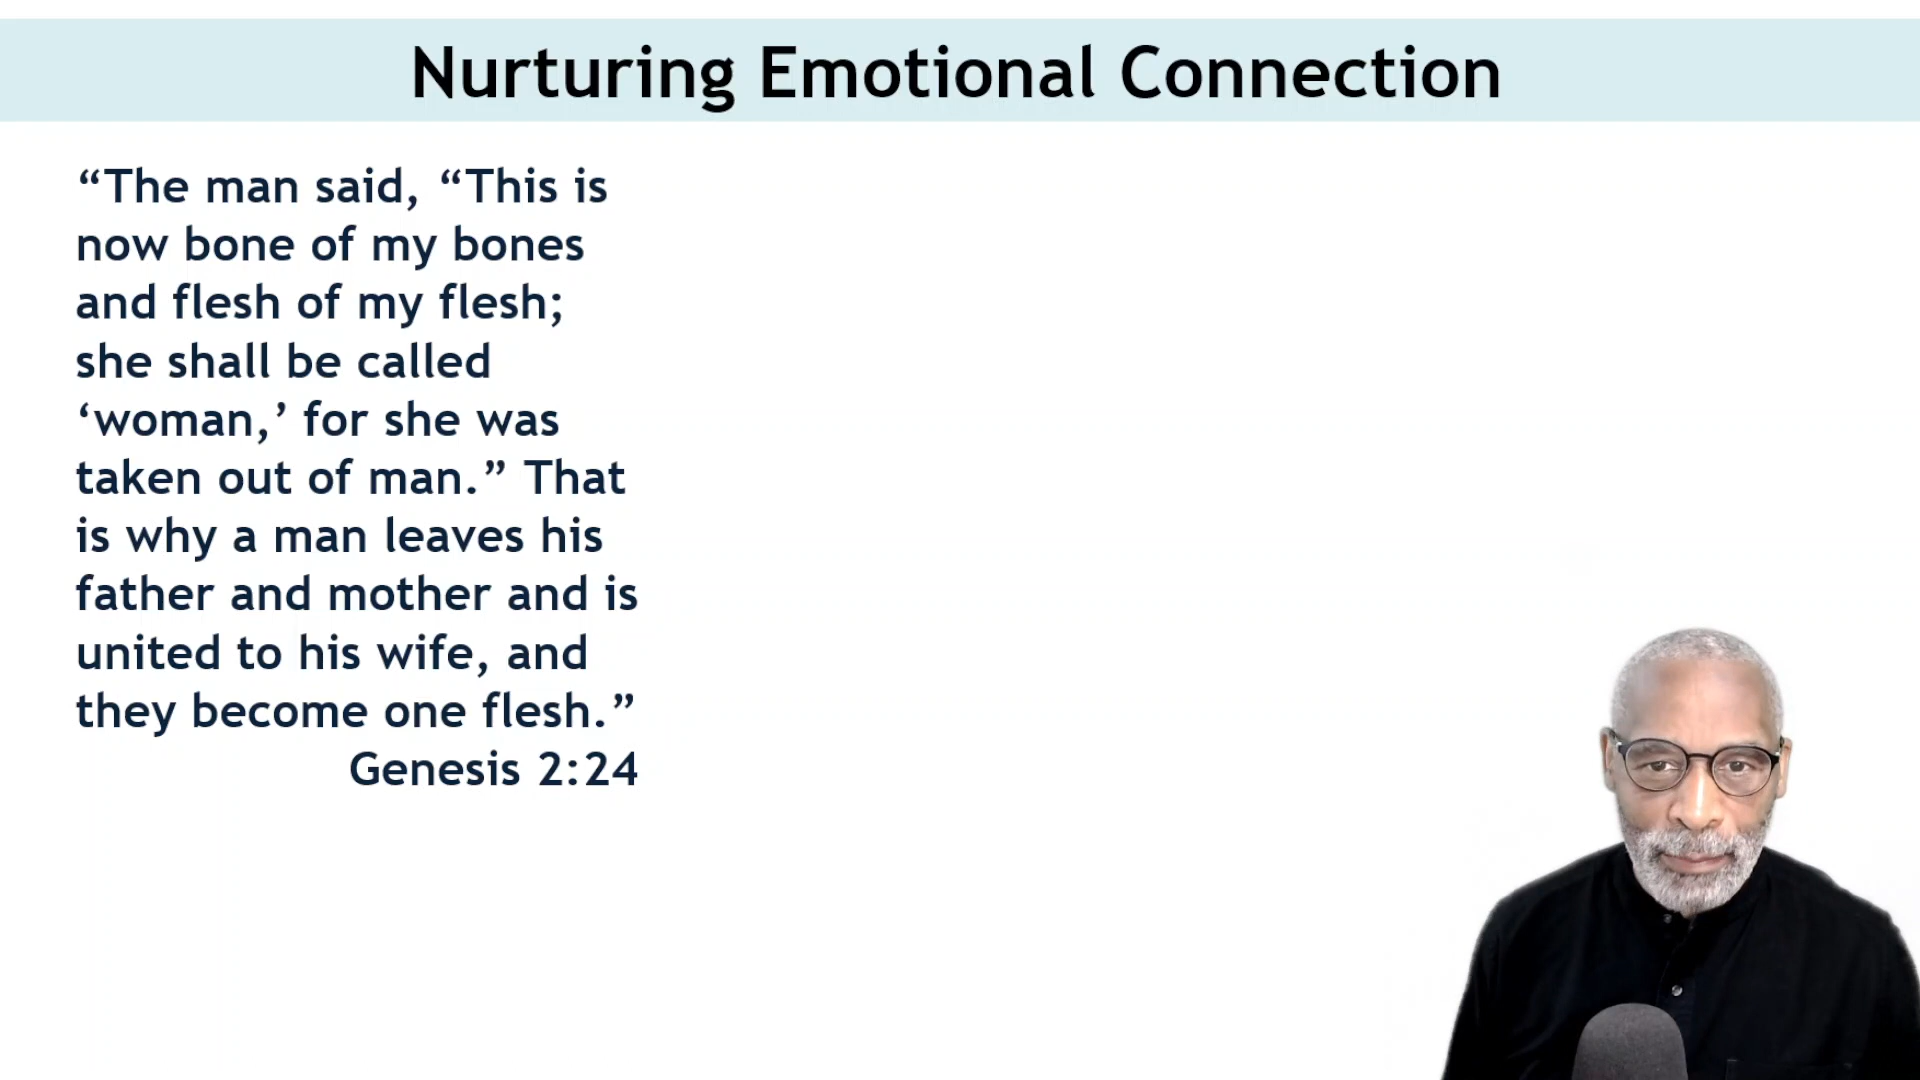 Nurturing Emotional Connection
“The man said, “This is
now bone of my bones
and flesh of my flesh;
she shall be called
‘woman,’ for she was
taken out of man.” That
is why a man leaves his
father and mother and is
united to his wife, and
they become one flesh.”
Genesis 2:24